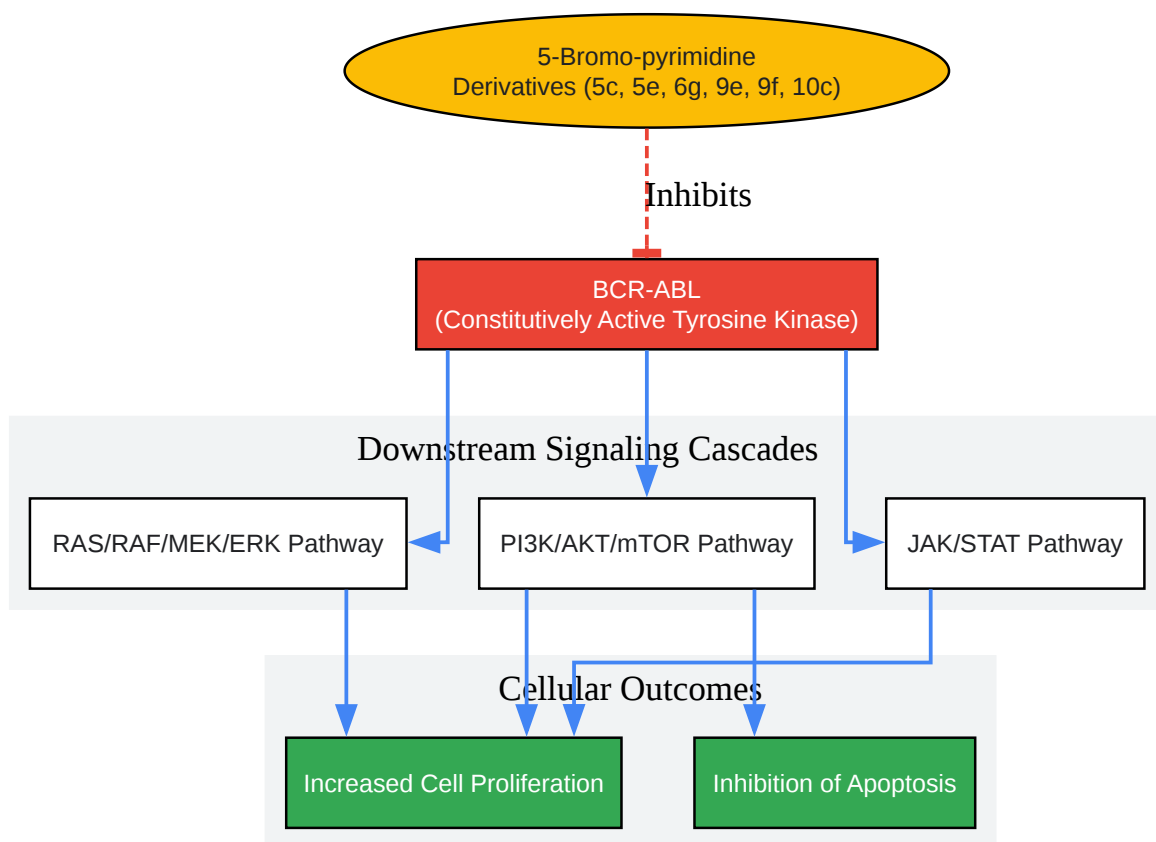 5-Bromo-pyrimidine
Derivatives (5c, 5e, 6g, 9e, 9f, 10c)
Inhibits
BCR-ABL
(Constitutively Active Tyrosine Kinase)
Downstream Signaling Cascades
RAS/RAF/MEK/ERK Pathway
PI3K/AKT/mTOR Pathway
JAK/STAT Pathway
Cellular Outcomes
Increased Cell Proliferation
Inhibition of Apoptosis